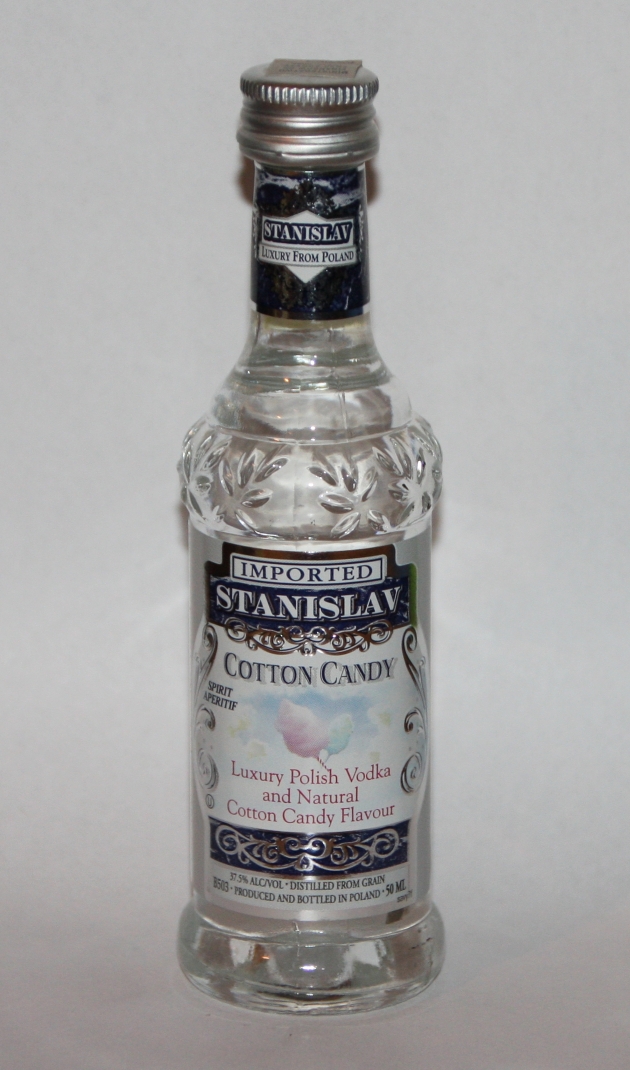 STANISLAV
LUXURY FROM POLAND
IMPORTED
STANISLAV
COTTON CANDY
SPIRIT
APERITIF
Luxury Polish Vodka
and Natural
Cotton Candy Flavour
37.5% ALC/VOL • DISTILLED FROM GRAIN
B503 • PRODUCED AND BOTTLED IN POLAND • 50 ML